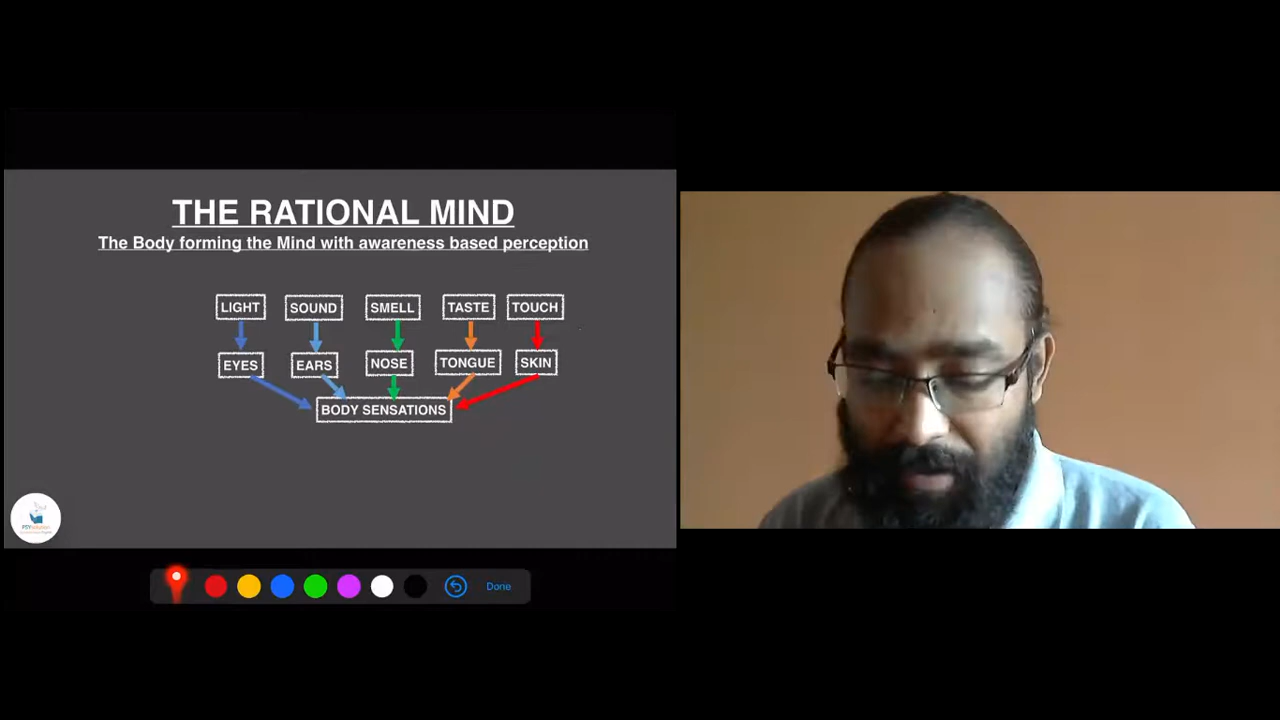 THE RATIONAL MIND
The Body forming the Mind with awareness based perception
LIGHT SOUND SMELL TASTE TOUCH
EYES EARS NOSE TONGUE SKIN
BODY SENSATIONS
Done